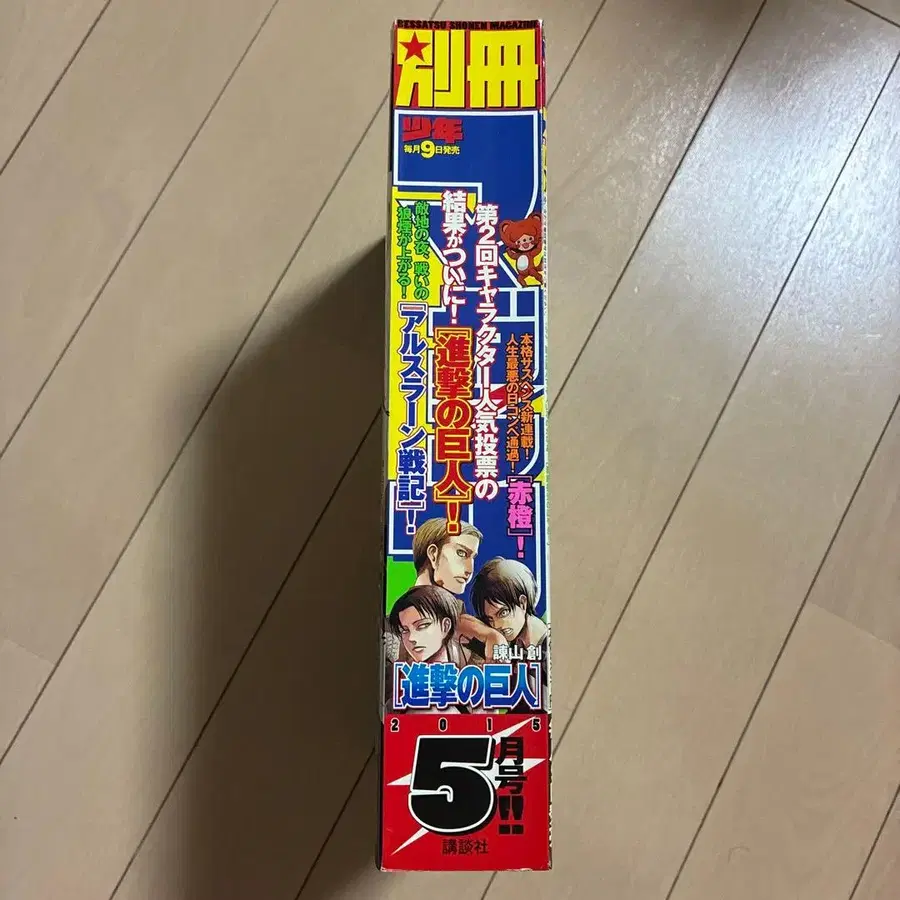 BESSATSU SHONEN MAGAZINE
別冊
少年
毎月9日発売
本格サスペンス新連載！
人生最悪の日コンペ通過！
[赤橙]！
第2回キャラクター人気投票の
結果がついに！
[進撃の巨人]！
敵地の夜、戦いの
狼煙が上がる！
[アルスラーン戦記]！
諫山創
[進撃の巨人]
2015
5月号!!
講談社